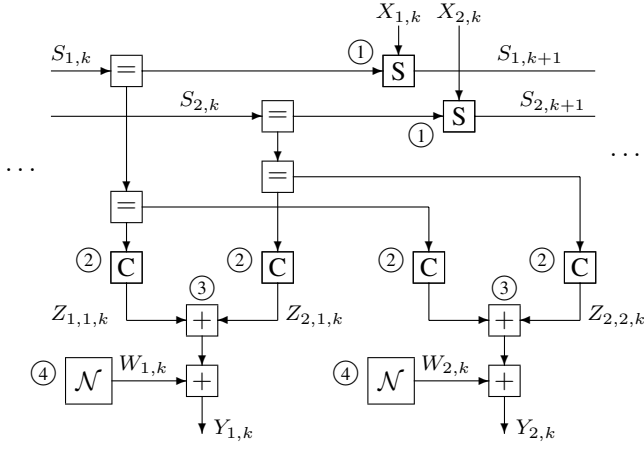 X_{1,k} X_{2,k}
S_{1,k} = ① S S_{1,k+1}
S_{2,k} = ① S S_{2,k+1}
... ...
=
=
② C ② C ② C ② C
Z_{1,1,k} ③ + Z_{2,1,k} ③ + Z_{2,2,k}
④ 𝒩 W_{1,k} + ④ 𝒩 W_{2,k} +
Y_{1,k} Y_{2,k}